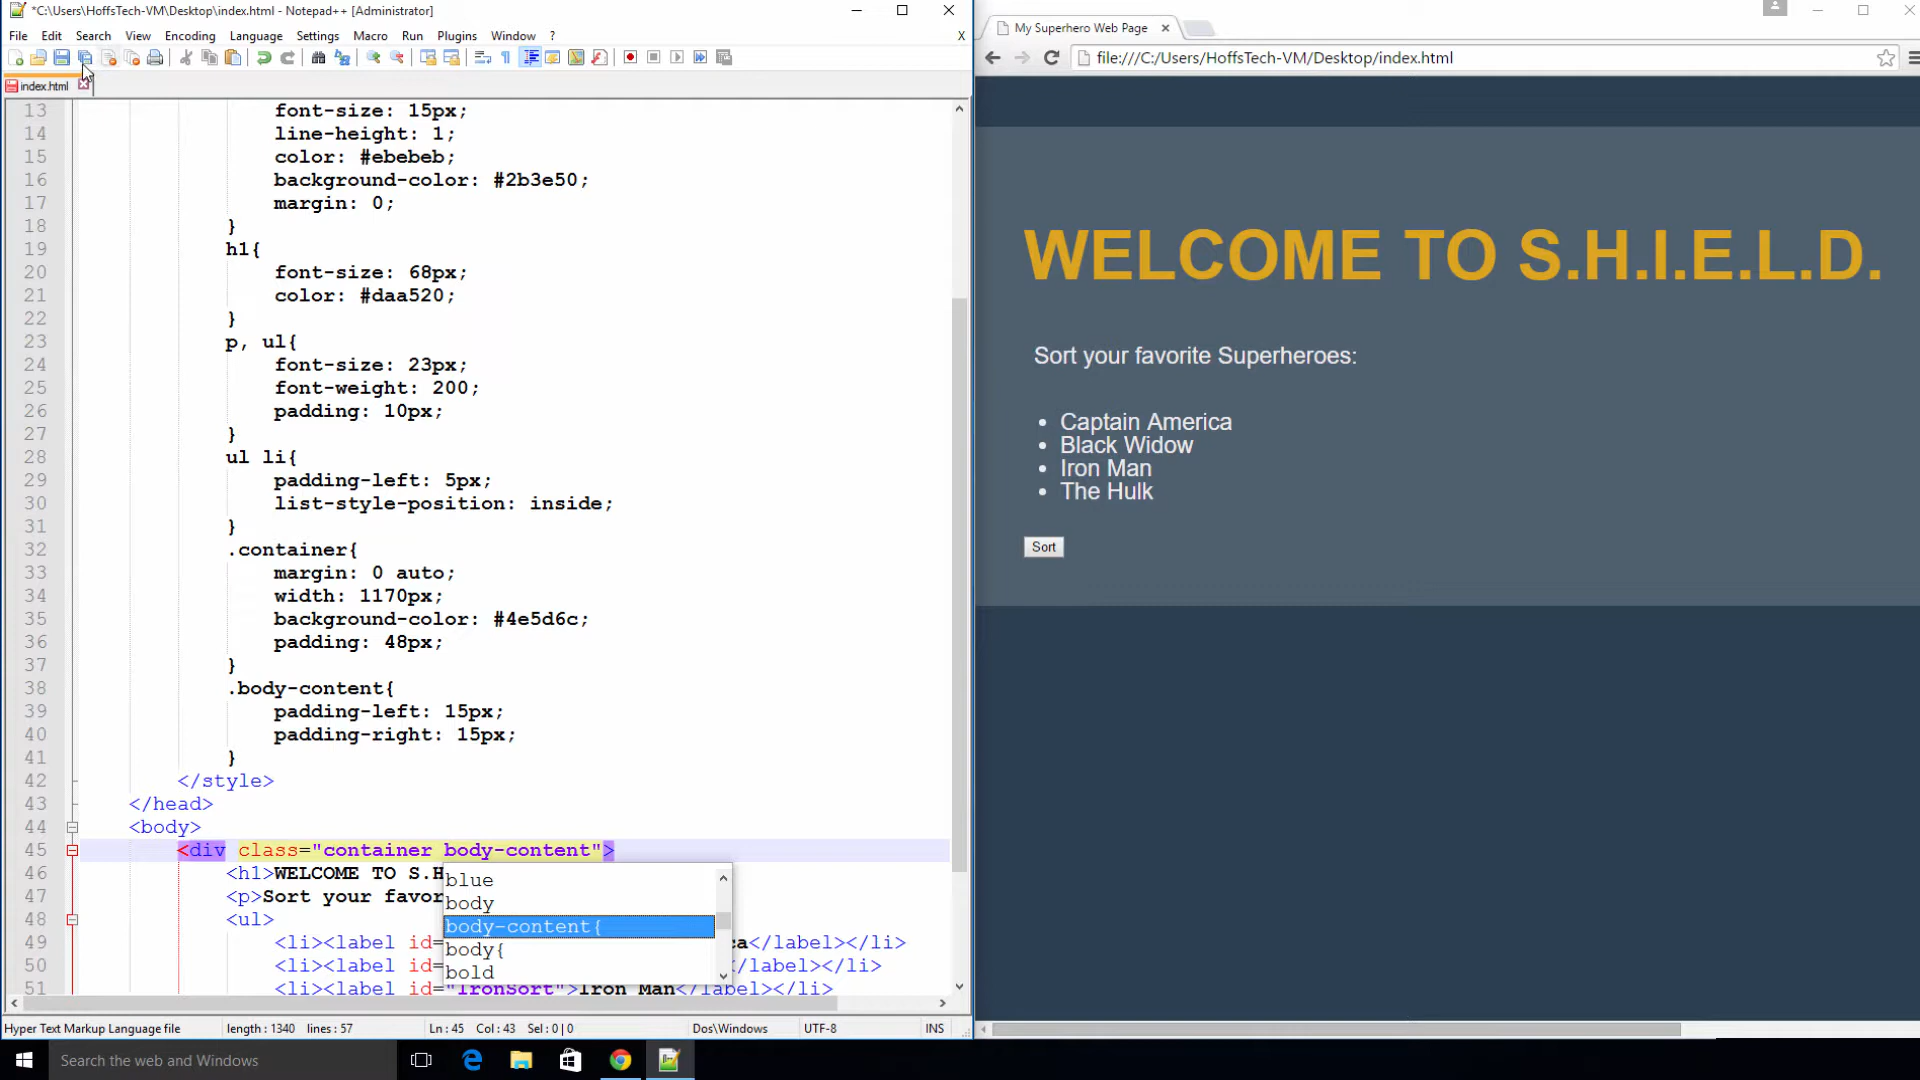 *C:\Users\HoffsTech-VM\Desktop\index.html - Notepad++ [Administrator]
File Edit Search View Encoding Language Settings Macro Run Plugins Window ? X
index.html
13 font-size: 15px;
14 line-height: 1;
15 color: #ebebeb;
16 background-color: #2b3e50;
17 margin: 0;
18 }
19 h1{
20 font-size: 68px;
21 color: #daa520;
22 }
23 p, ul{
24 font-size: 23px;
25 font-weight: 200;
26 padding: 10px;
27 }
28 ul li{
29 padding-left: 5px;
30 list-style-position: inside;
31 }
32 .container{
33 margin: 0 auto;
34 width: 1170px;
35 background-color: #4e5d6c;
36 padding: 48px;
37 }
38 .body-content{
39 padding-left: 15px;
40 padding-right: 15px;
41 }
42 </style>
43 </head>
44 <body>
45 <div class="container body-content">
46 <h1>WELCOME TO S.H
47 <p>Sort your favor
48 <ul>
49 <li><label id= ca</label></li>
50 <li><label id= </label></li>
51 <li><label id="IronSort">Iron Man</label></li>
blue
body
body-content{
body{
bold
Hyper Text Markup Language file length : 1340 lines : 57 Ln : 45 Col : 43 Sel : 0 | 0 Dos\Windows UTF-8 INS
My Superhero Web Page
file:///C:/Users/HoffsTech-VM/Desktop/index.html
WELCOME TO S.H.I.E.L.D.
Sort your favorite Superheroes:
• Captain America
• Black Widow
• Iron Man
• The Hulk
Sort
Search the web and Windows